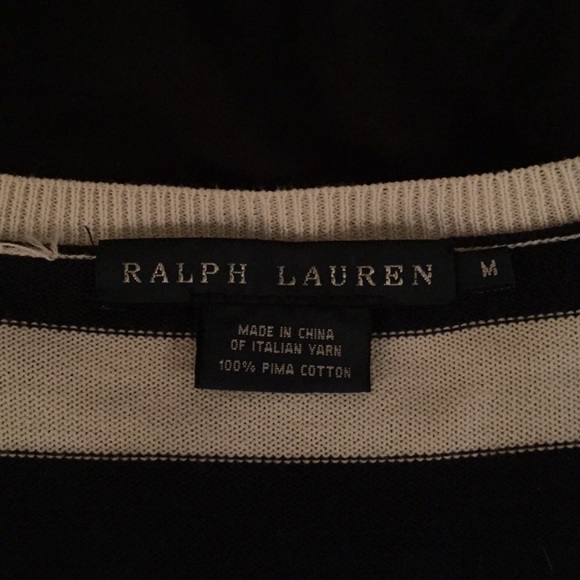 RALPH LAUREN M
MADE IN CHINA
OF ITALIAN YARN
100% PIMA COTTON